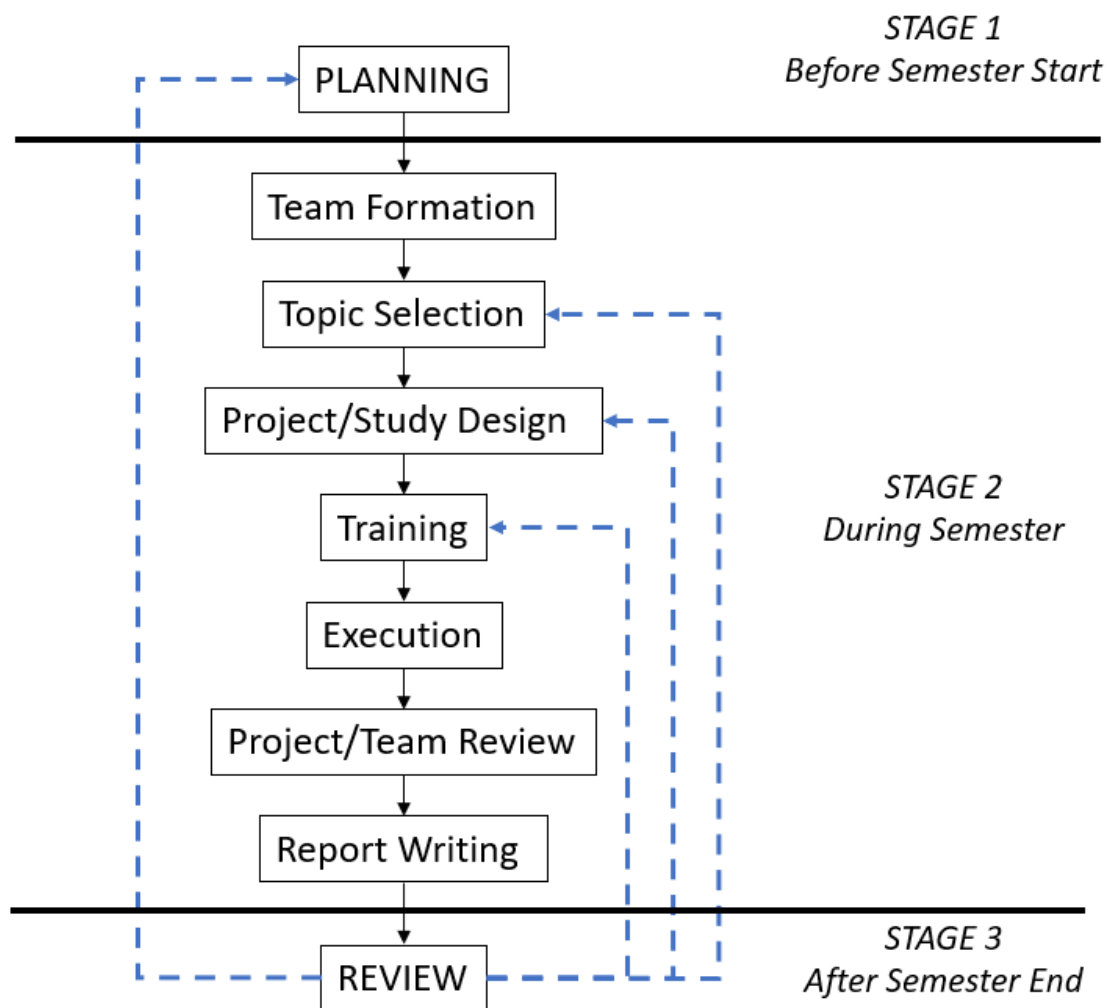 STAGE 1
Before Semester Start
PLANNING
Team Formation
Topic Selection
Project/Study Design
Training
STAGE 2
During Semester
Execution
Project/Team Review
Report Writing
STAGE 3
After Semester End
REVIEW